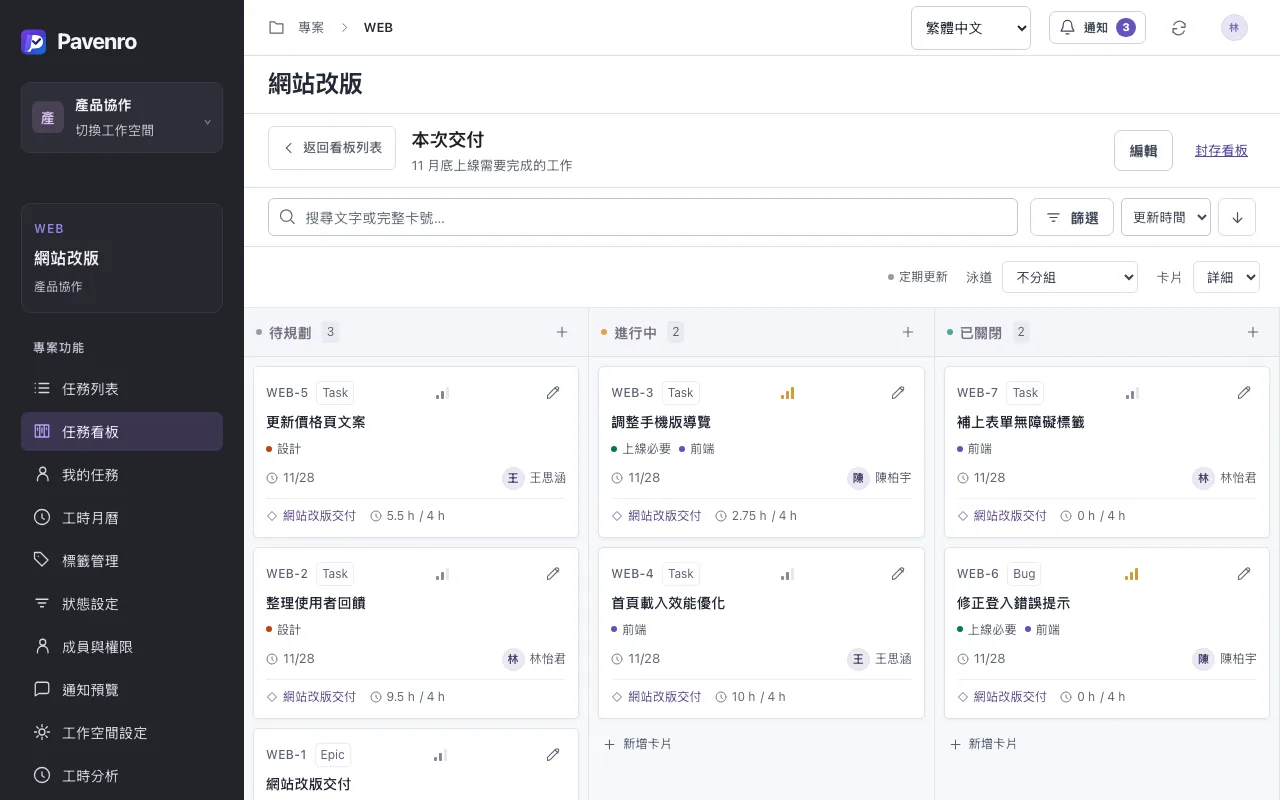 Pavenro
產
產品協作
切換工作空間
WEB
網站改版
產品協作
專案功能
任務列表
任務看板
我的任務
工時月曆
標籤管理
狀態設定
成員與權限
通知預覽
工作空間設定
工時分析
專案 > WEB
繁體中文
通知 3
林
網站改版
返回看板列表
本次交付
11 月底上線需要完成的工作
編輯
封存看板
搜尋文字或完整卡號...
篩選
更新時間
定期更新
泳道
不分組
卡片
詳細
待規劃 3
WEB-5 Task
更新價格頁文案
設計
11/28
王 王思涵
網站改版交付 5.5 h / 4 h
WEB-2 Task
整理使用者回饋
設計
11/28
林 林怡君
網站改版交付 9.5 h / 4 h
WEB-1 Epic
網站改版交付
進行中 2
WEB-3 Task
調整手機版導覽
上線必要 前端
11/28
陳 陳柏宇
網站改版交付 2.75 h / 4 h
WEB-4 Task
首頁載入效能優化
前端
11/28
王 王思涵
網站改版交付 10 h / 4 h
新增卡片
已關閉 2
WEB-7 Task
補上表單無障礙標籤
前端
11/28
林 林怡君
網站改版交付 0 h / 4 h
WEB-6 Bug
修正登入錯誤提示
上線必要 前端
11/28
陳 陳柏宇
網站改版交付 0 h / 4 h
新增卡片